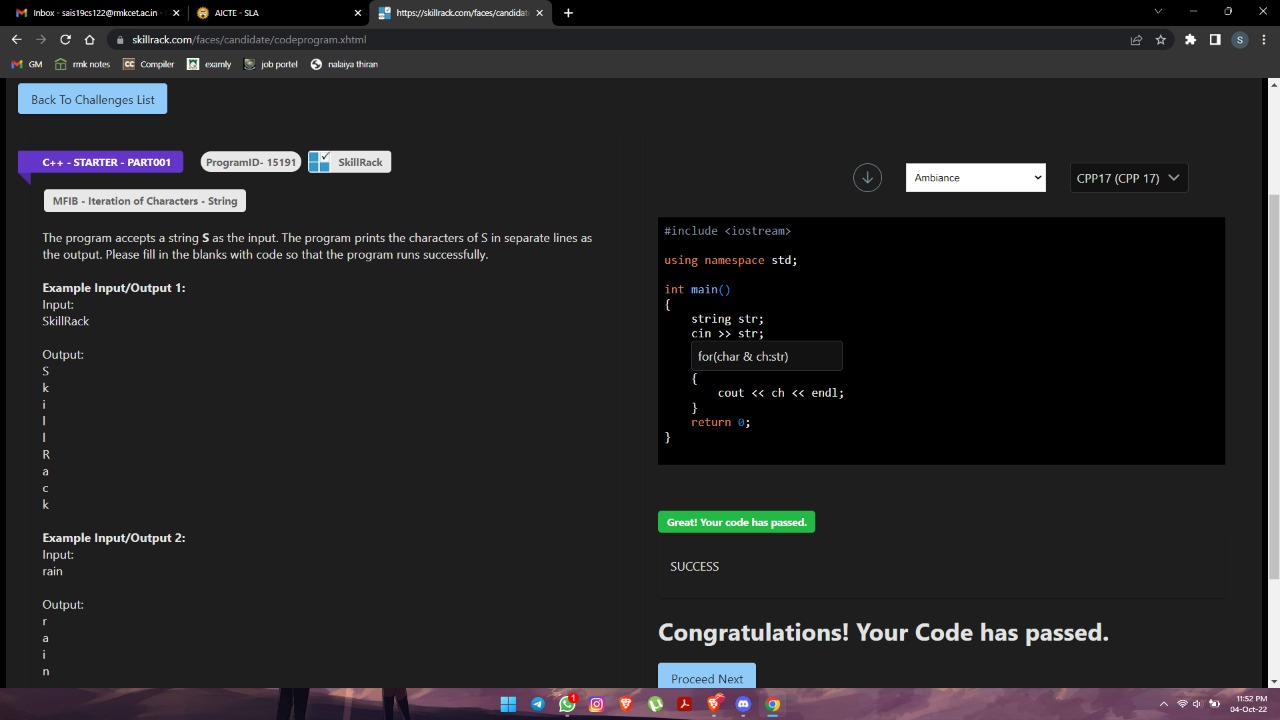 Inbox - sais19cs122@rmkcet.ac.in -
AICTE - SLA
https://skillrack.com/faces/candidat
skillrack.com/faces/candidate/codeprogram.xhtml
S
GM
rmk notes
CC Compiler
examly
job portel
nalaiya thiran
Back To Challenges List
C++ - STARTER - PART001
ProgramID- 15191
SkillRack
MFIB - Iteration of Characters - String
The program accepts a string S as the input. The program prints the characters of S in separate lines as
the output. Please fill in the blanks with code so that the program runs successfully.
Example Input/Output 1:
Input:
SkillRack
Output:
S
k
i
l
l
R
a
c
k
Example Input/Output 2:
Input:
rain
Output:
r
a
i
n
Ambiance
CPP17 (CPP 17)
#include <iostream>
using namespace std;
int main()
{
string str;
cin >> str;
for(char & ch:str)
{
cout << ch << endl;
}
return 0;
}
Great! Your code has passed.
SUCCESS
Congratulations! Your Code has passed.
Proceed Next
1
11:52 PM
04-Oct-22